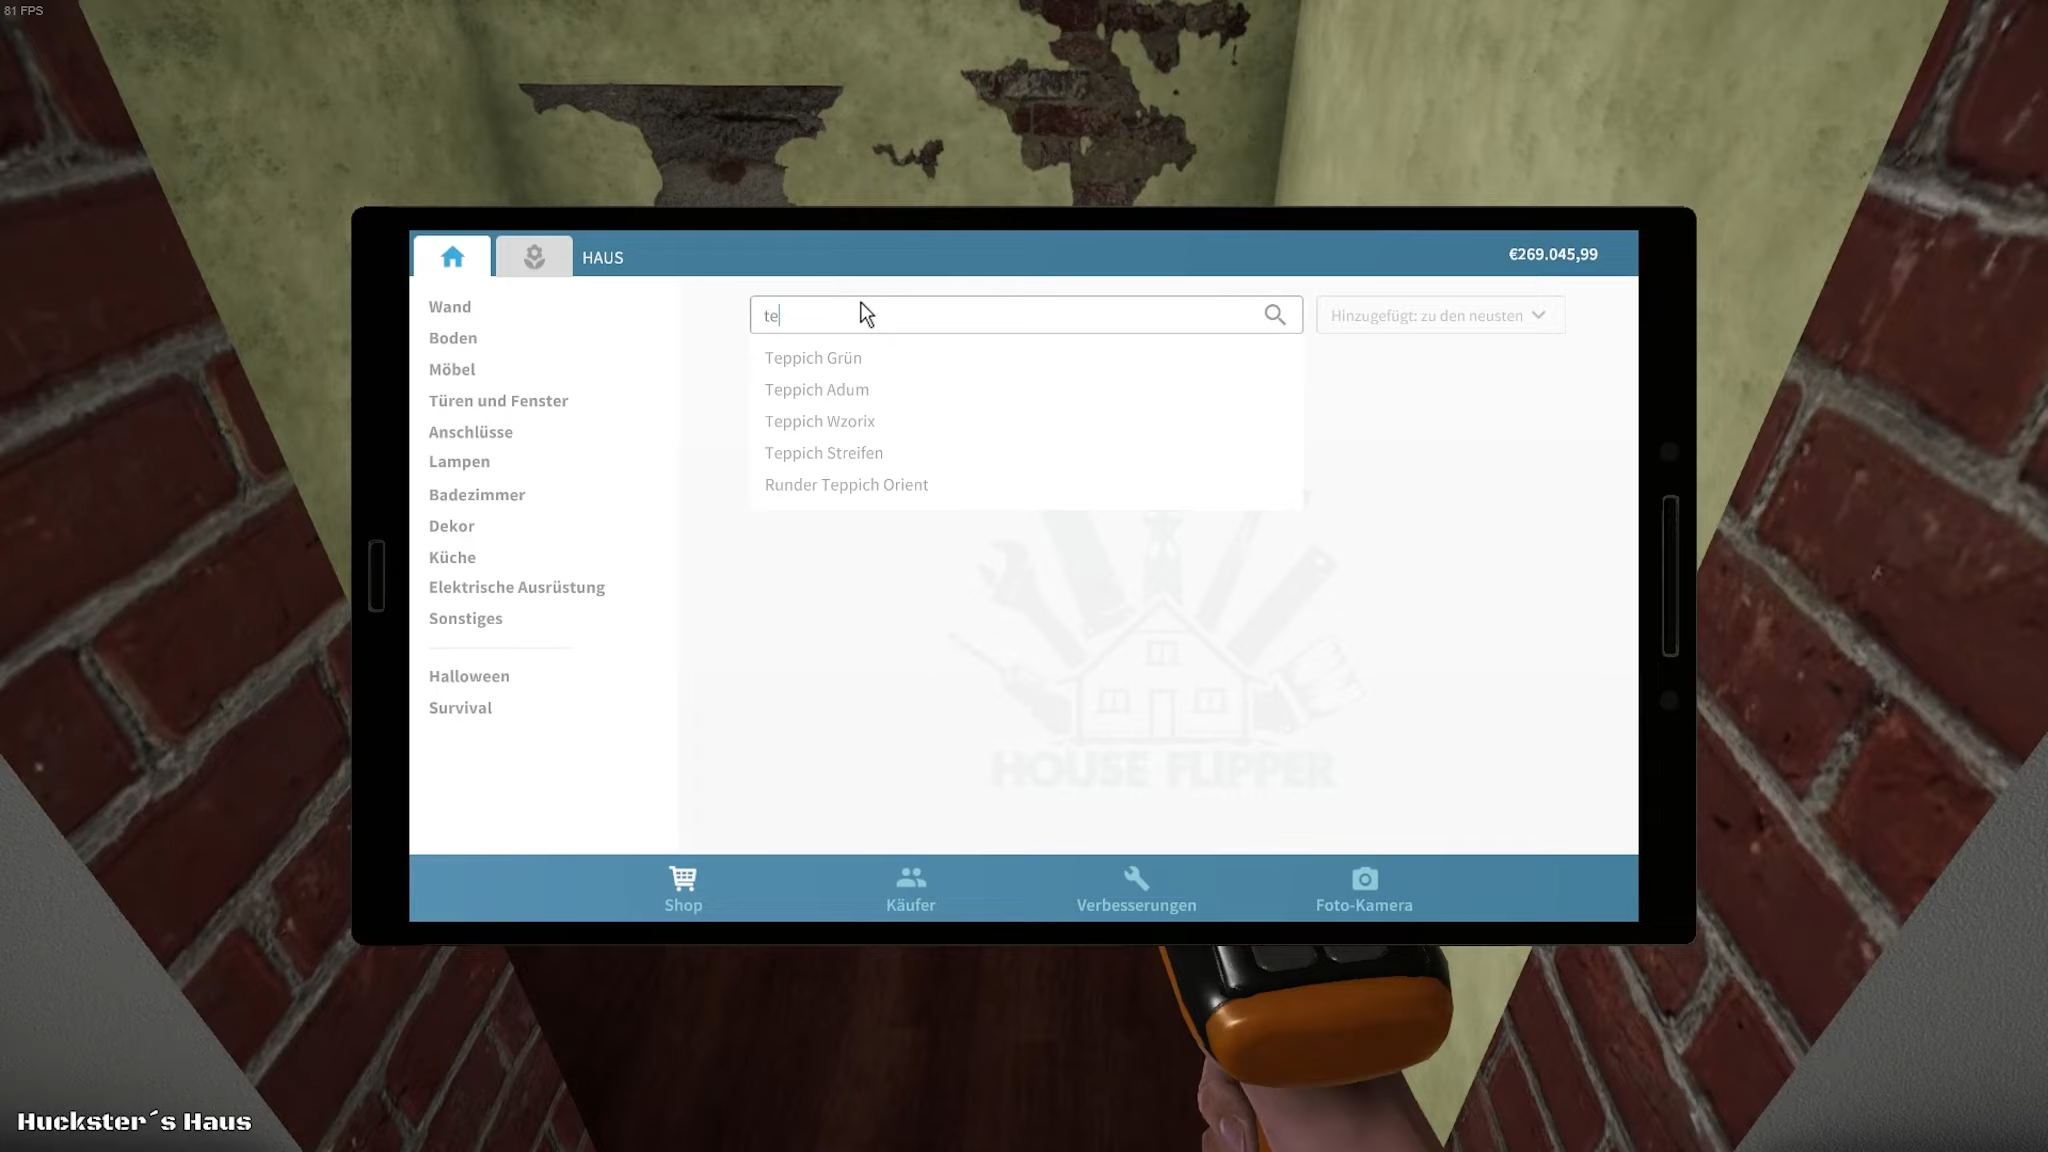 81 FPS
HAUS
€269.045,99
Wand
Boden
Möbel
Türen und Fenster
Anschlüsse
Lampen
Badezimmer
Dekor
Küche
Elektrische Ausrüstung
Sonstiges
Halloween
Survival
te
Hinzugefügt: zu den neusten
Teppich Grün
Teppich Adum
Teppich Wzorix
Teppich Streifen
Runder Teppich Orient
HOUSE FLIPPER
Shop
Käufer
Verbesserungen
Foto-Kamera
Huckster´s Haus